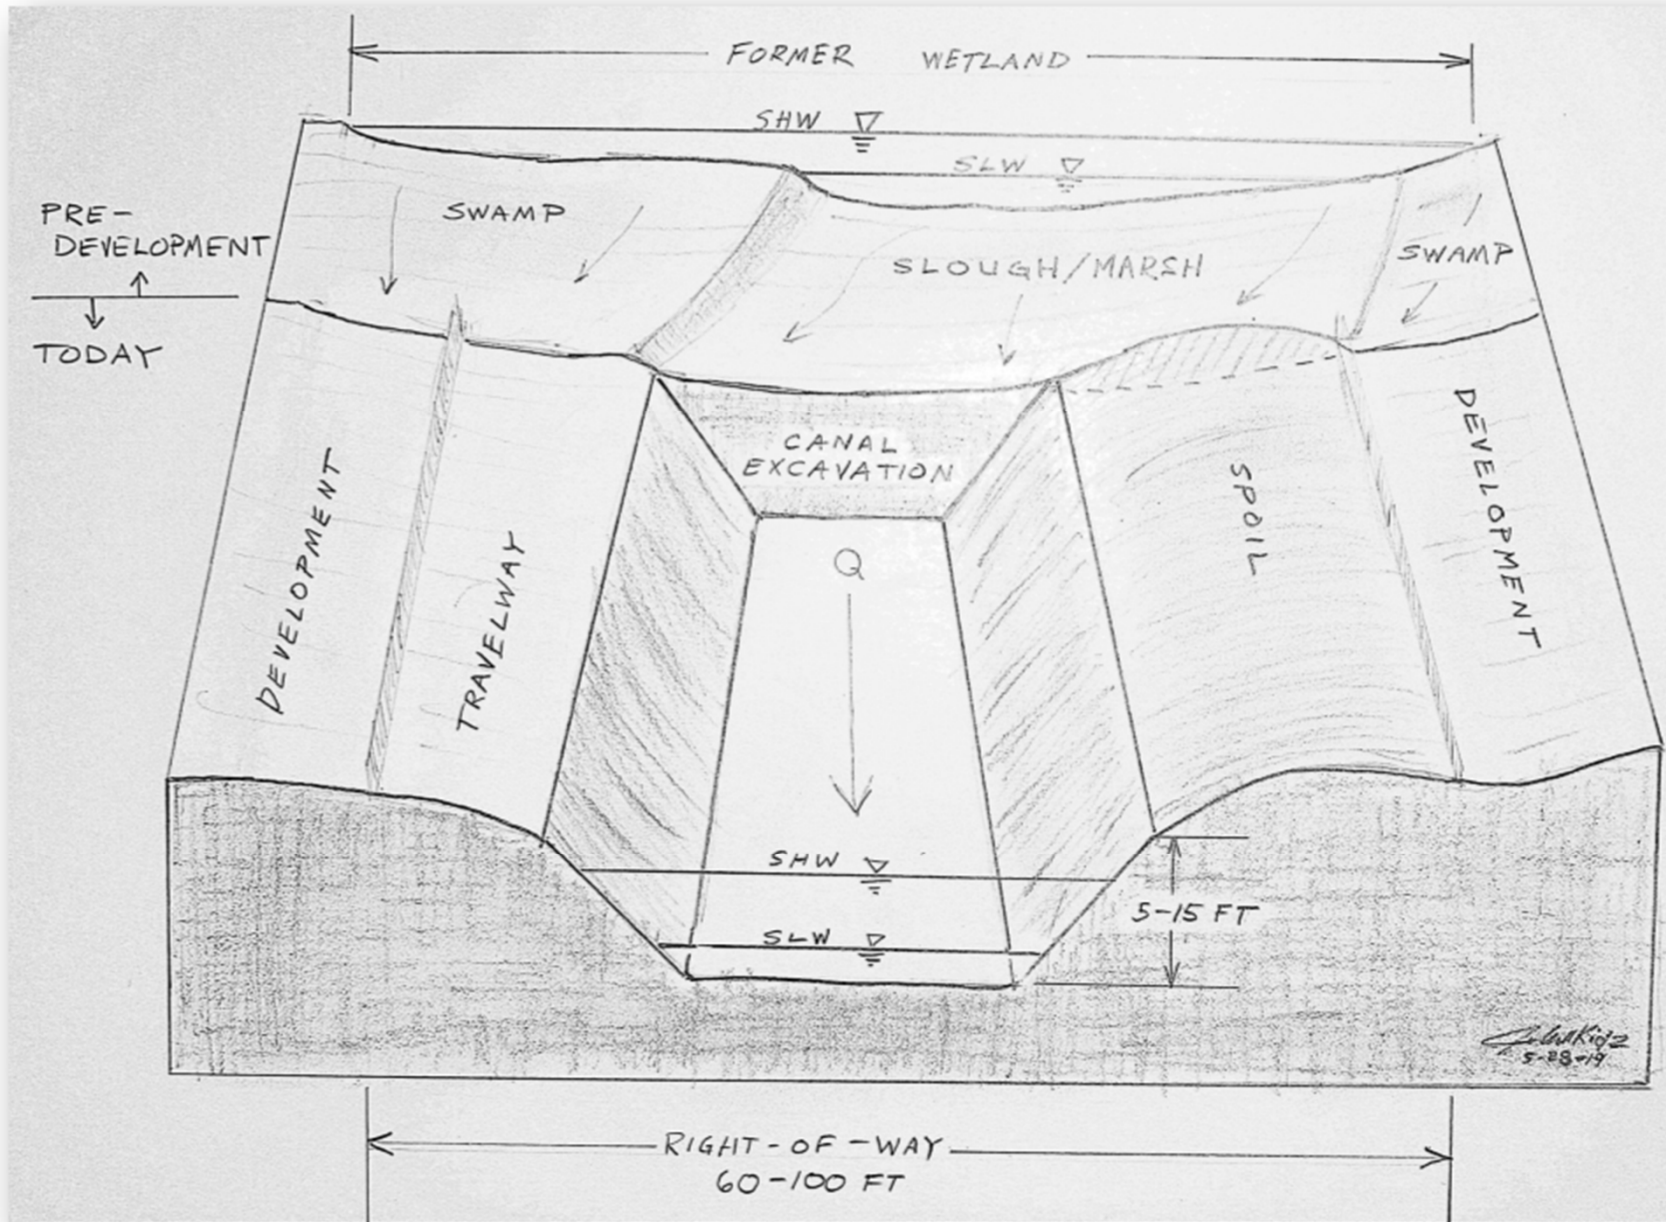 FORMER WETLAND
SHW
SLW
PRE-
DEVELOPMENT
TODAY
SWAMP
SLOUGH/MARSH
SWAMP
CANAL
EXCAVATION
DEVELOPMENT
TRAVELWAY
Q
SPOIL
DEVELOPMENT
SHW
SLW
5-15 FT
5-28-19
RIGHT-OF-WAY
60-100 FT